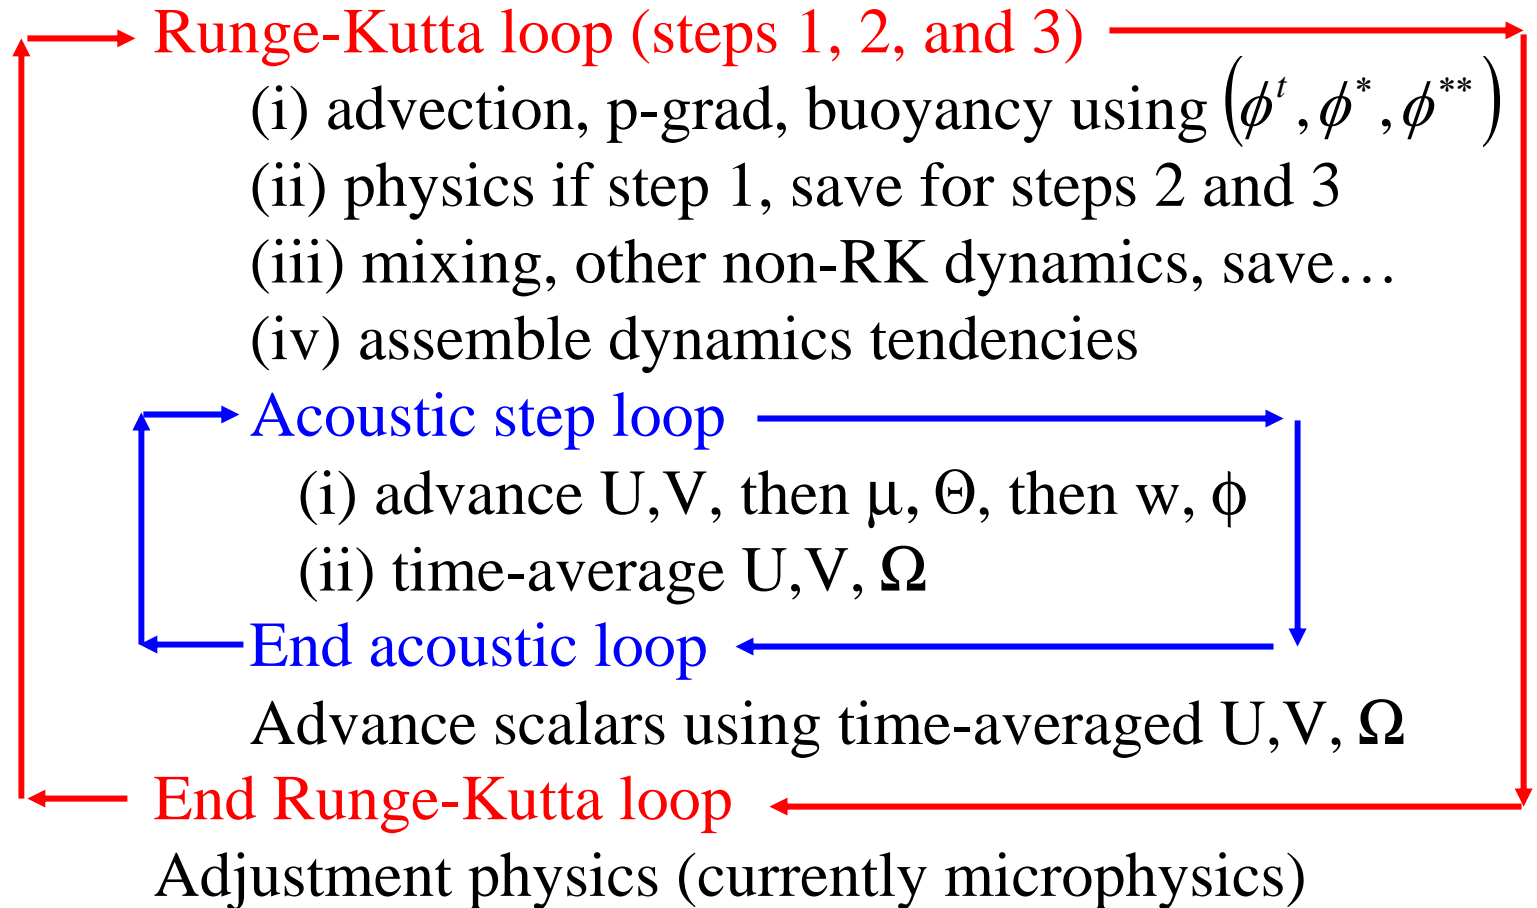 Runge-Kutta loop (steps 1, 2, and 3)
(i) advection, p-grad, buoyancy using (ϕᵗ, ϕ*, ϕ**)
(ii) physics if step 1, save for steps 2 and 3
(iii) mixing, other non-RK dynamics, save…
(iv) assemble dynamics tendencies
Acoustic step loop
(i) advance U,V, then μ, Θ, then w, ϕ
(ii) time-average U,V, Ω
End acoustic loop
Advance scalars using time-averaged U,V, Ω
End Runge-Kutta loop
Adjustment physics (currently microphysics)